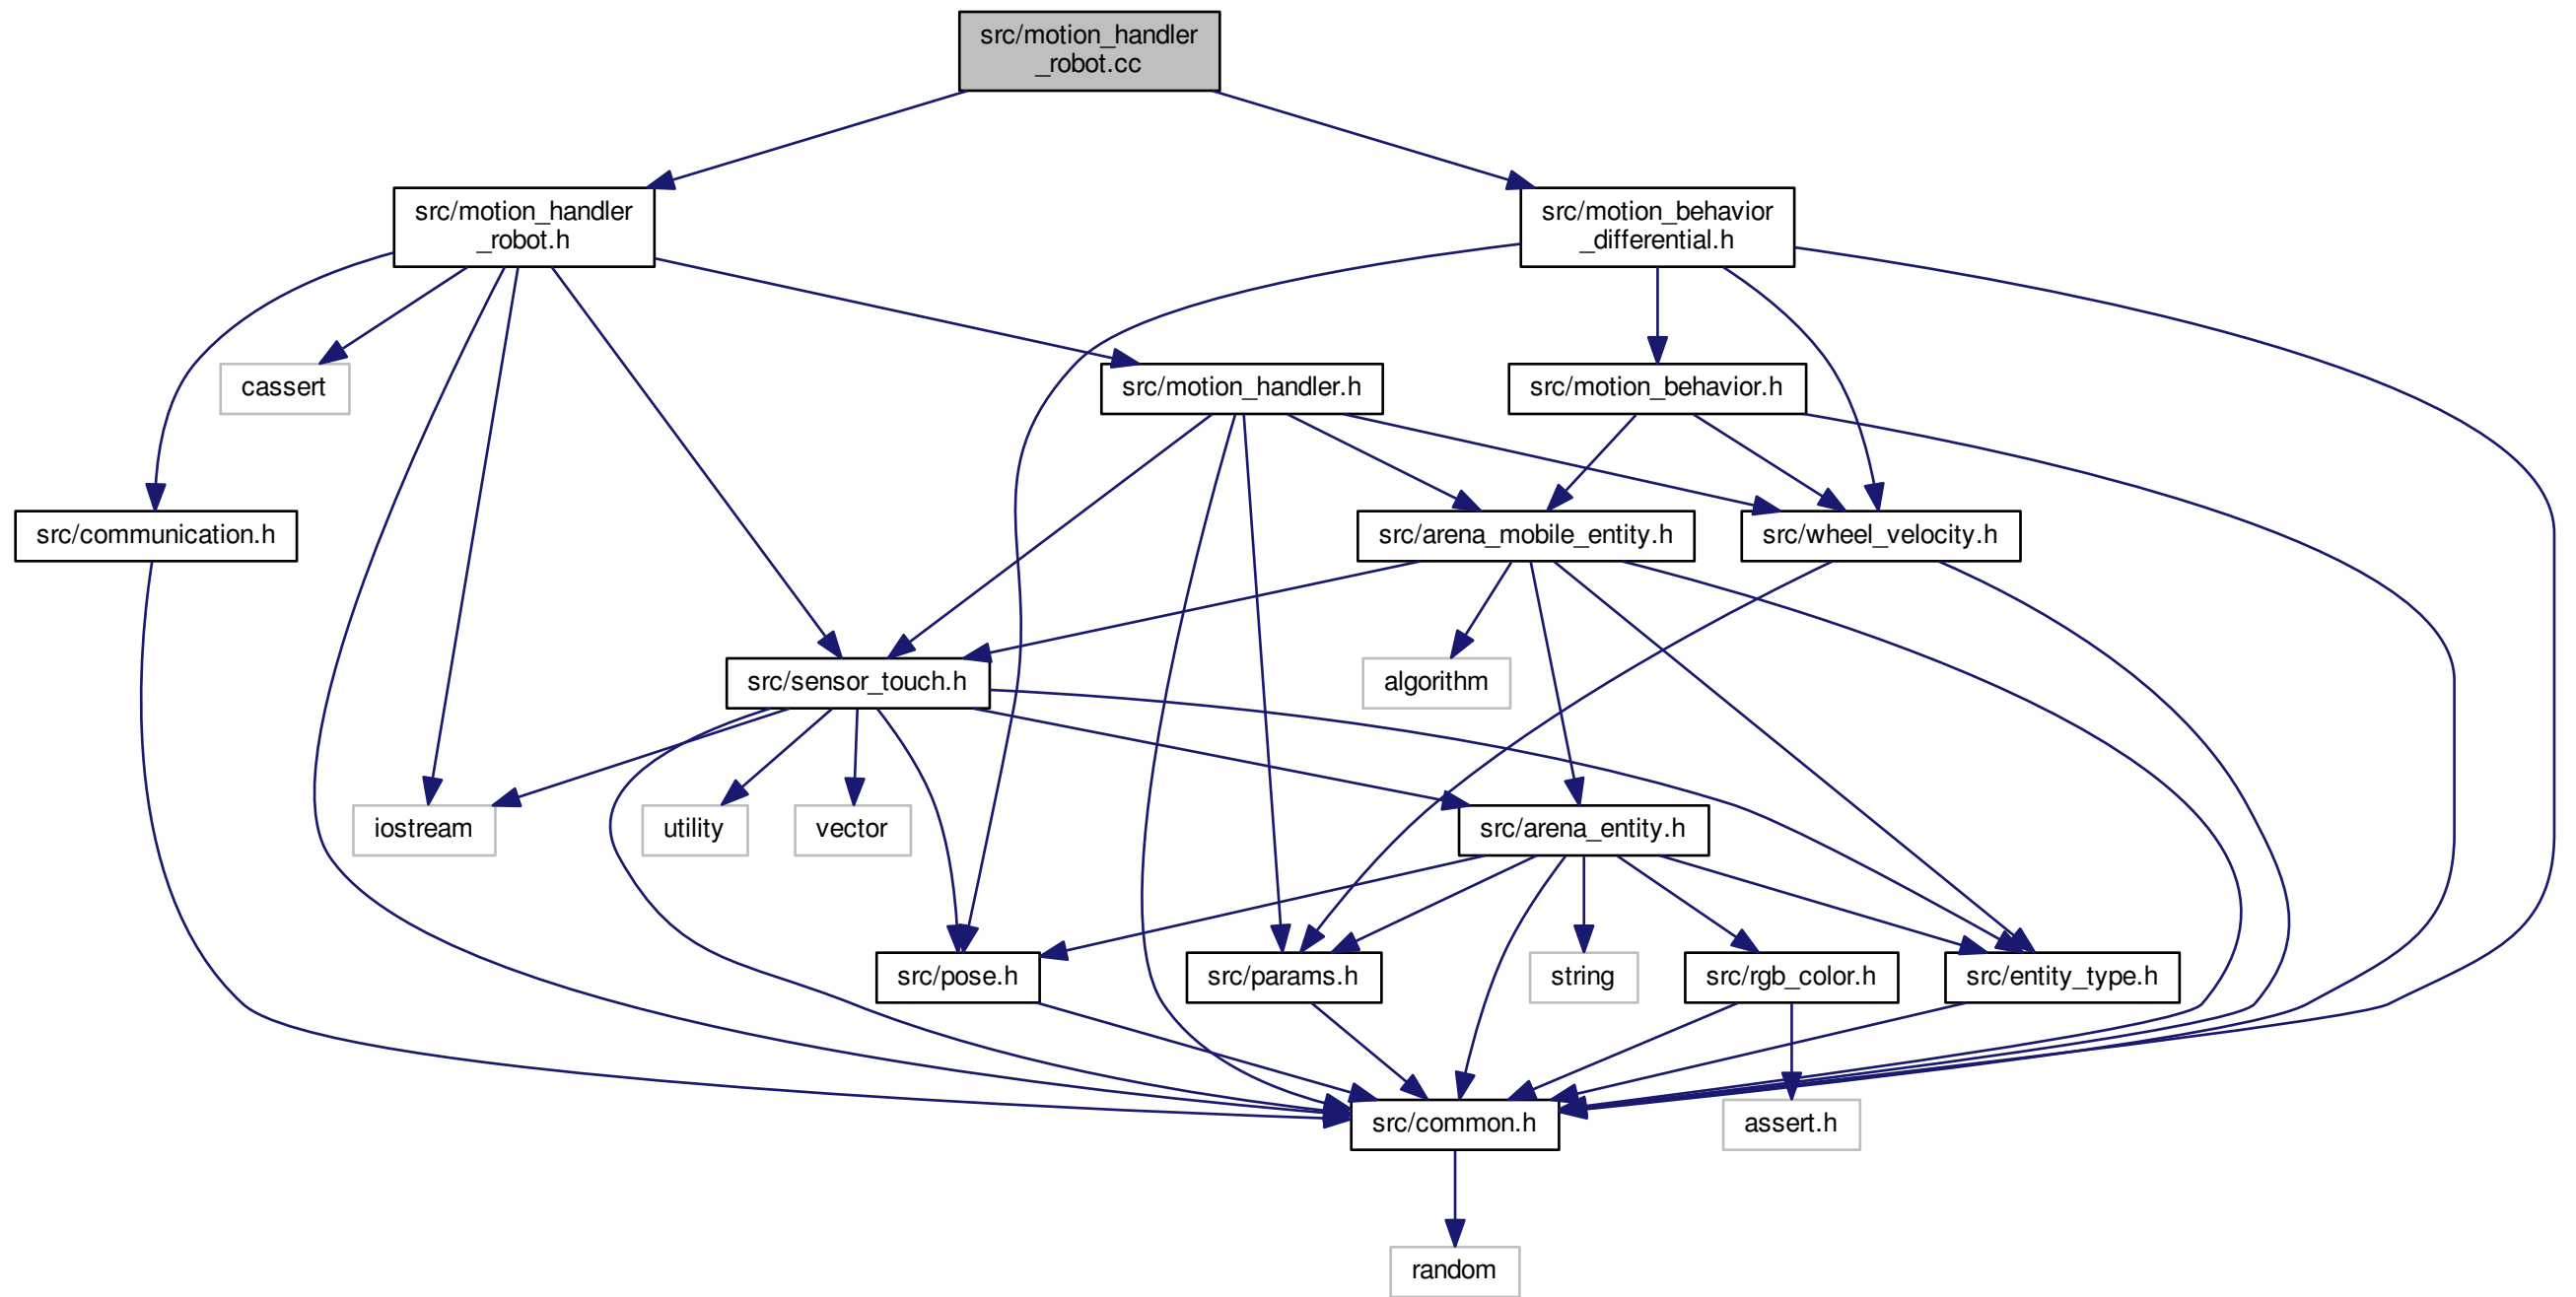 src/motion_handler
_robot.cc
src/motion_handler
_robot.h
src/motion_behavior
_differential.h
cassert
src/motion_handler.h
src/motion_behavior.h
src/communication.h
src/arena_mobile_entity.h
src/wheel_velocity.h
src/sensor_touch.h
algorithm
iostream
utility
vector
src/arena_entity.h
src/pose.h
src/params.h
string
src/rgb_color.h
src/entity_type.h
src/common.h
assert.h
random